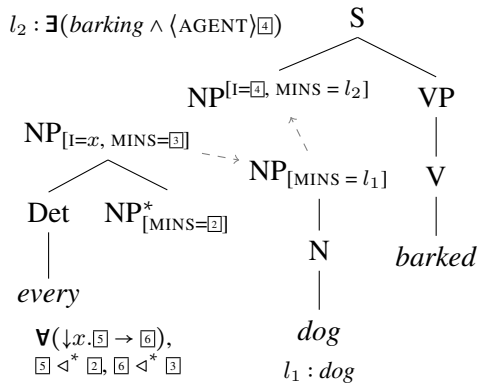 l₂ : ∃(barking ∧ ⟨AGENT⟩[4])
S
NP[I=[4], MINS = l₂]
VP
NP[I=x, MINS=[3]]
NP[MINS = l₁]
V
Det
NP*[MINS=[2]]
N
barked
every
dog
∀(↓x.[5] → [6]),
[5] ◁* [2], [6] ◁* [3]
l₁ : dog